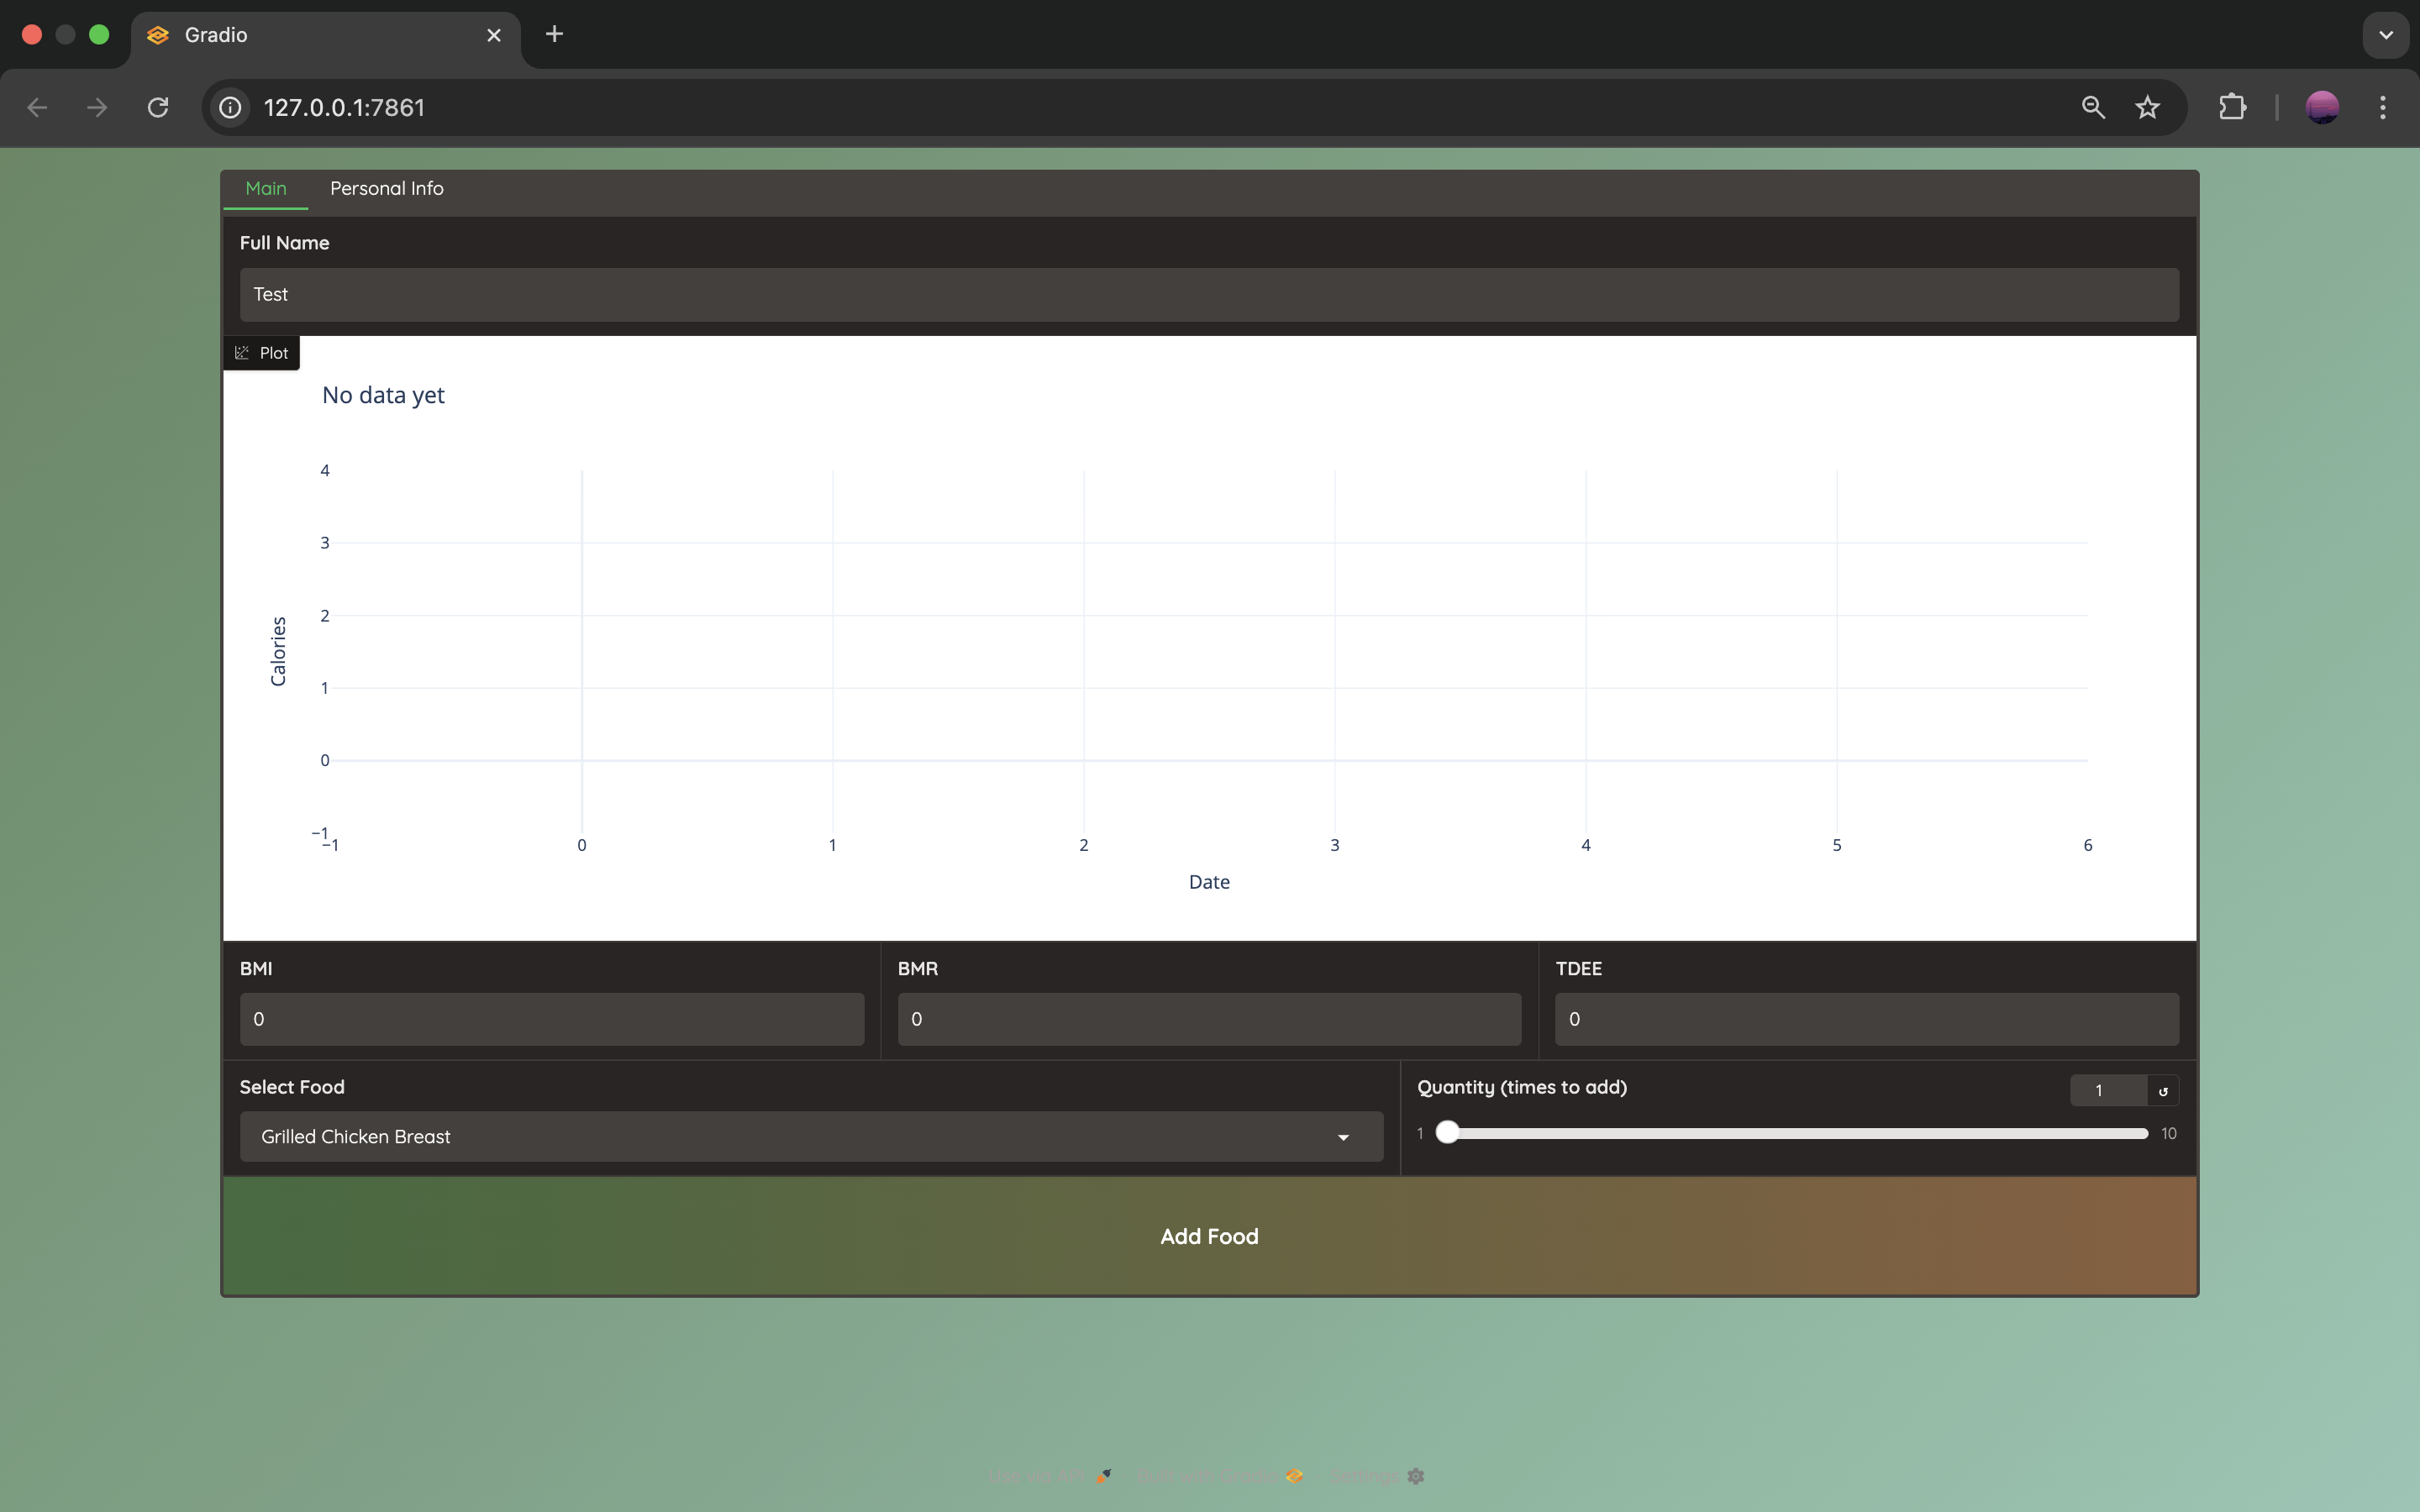 Gradio
127.0.0.1:7861
Main Personal Info
Full Name
Test
Plot
No data yet
4
3
2
1
0
−1
Calories
−1 0 1 2 3 4 5 6
Date
BMI BMR TDEE
0 0 0
Select Food Quantity (times to add) 1
Grilled Chicken Breast 1 10
Add Food